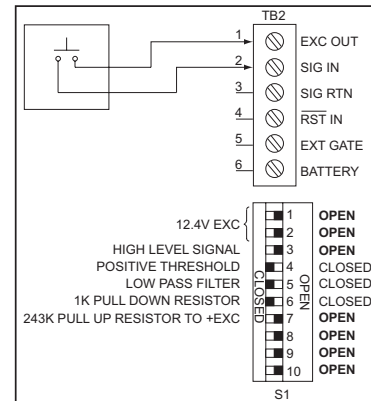 TB2
1 EXC OUT
2 SIG IN
3 SIG RTN
4 RST IN
5 EXT GATE
6 BATTERY
12.4V EXC
1 OPEN
2 OPEN
HIGH LEVEL SIGNAL 3 OPEN
POSITIVE THRESHOLD 4 CLOSED
LOW PASS FILTER 5 CLOSED
1K PULL DOWN RESISTOR 6 CLOSED
243K PULL UP RESISTOR TO +EXC 7 OPEN
8 OPEN
9 OPEN
10 OPEN
CLOSED
OPEN
S1